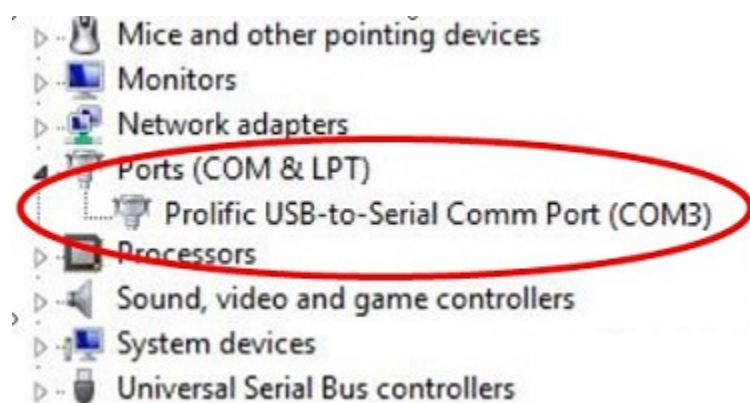 Mice and other pointing devices
Monitors
Network adapters
Ports (COM & LPT)
Prolific USB-to-Serial Comm Port (COM3)
Processors
Sound, video and game controllers
System devices
Universal Serial Bus controllers